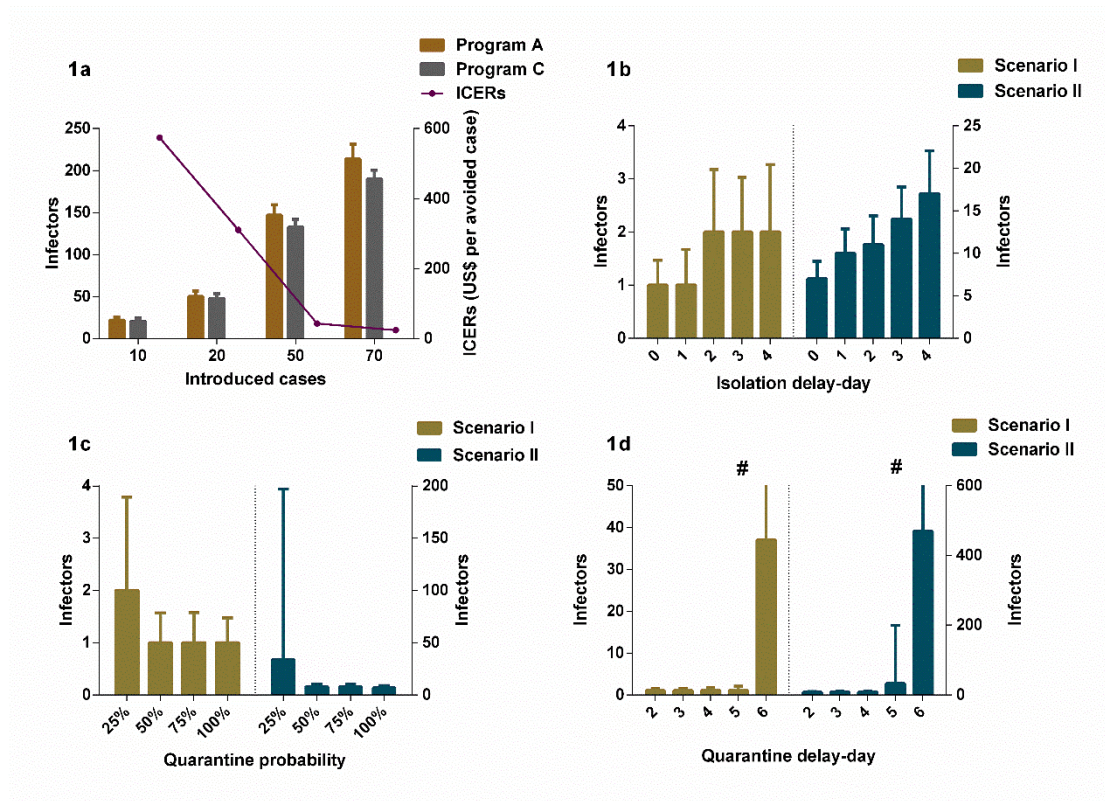 1a
Program A
Program C
ICERs
Infectors
250
200
150
100
50
0
600
400
200
0
ICERs (US$ per avoided case)
10 20 50 70
Introduced cases
1b
Scenario I
Scenario II
Infectors
4
3
2
1
0
25
20
15
10
5
0
Infectors
0 1 2 3 4 0 1 2 3 4
Isolation delay-day
1c
Scenario I
Scenario II
Infectors
4
3
2
1
0
200
150
100
50
0
Infectors
25% 50% 75% 100% 25% 50% 75% 100%
Quarantine probability
1d
Scenario I
Scenario II
# #
Infectors
50
40
30
20
10
0
600
400
200
0
Infectors
2 3 4 5 6 2 3 4 5 6
Quarantine delay-day